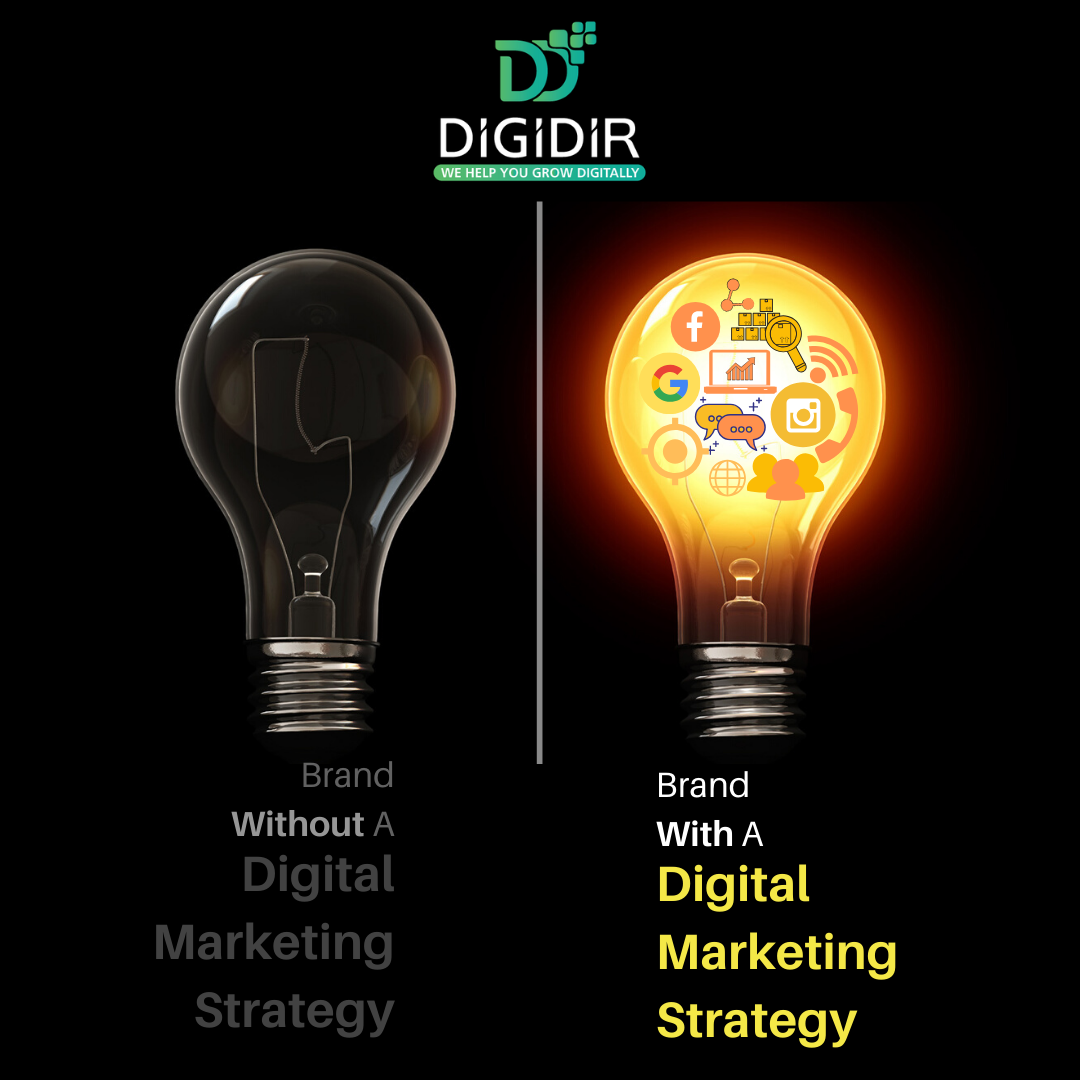 DiGiDiR
WE HELP YOU GROW DIGITALLY
Brand
Without A
Digital
Marketing
Strategy
Brand
With A
Digital
Marketing
Strategy